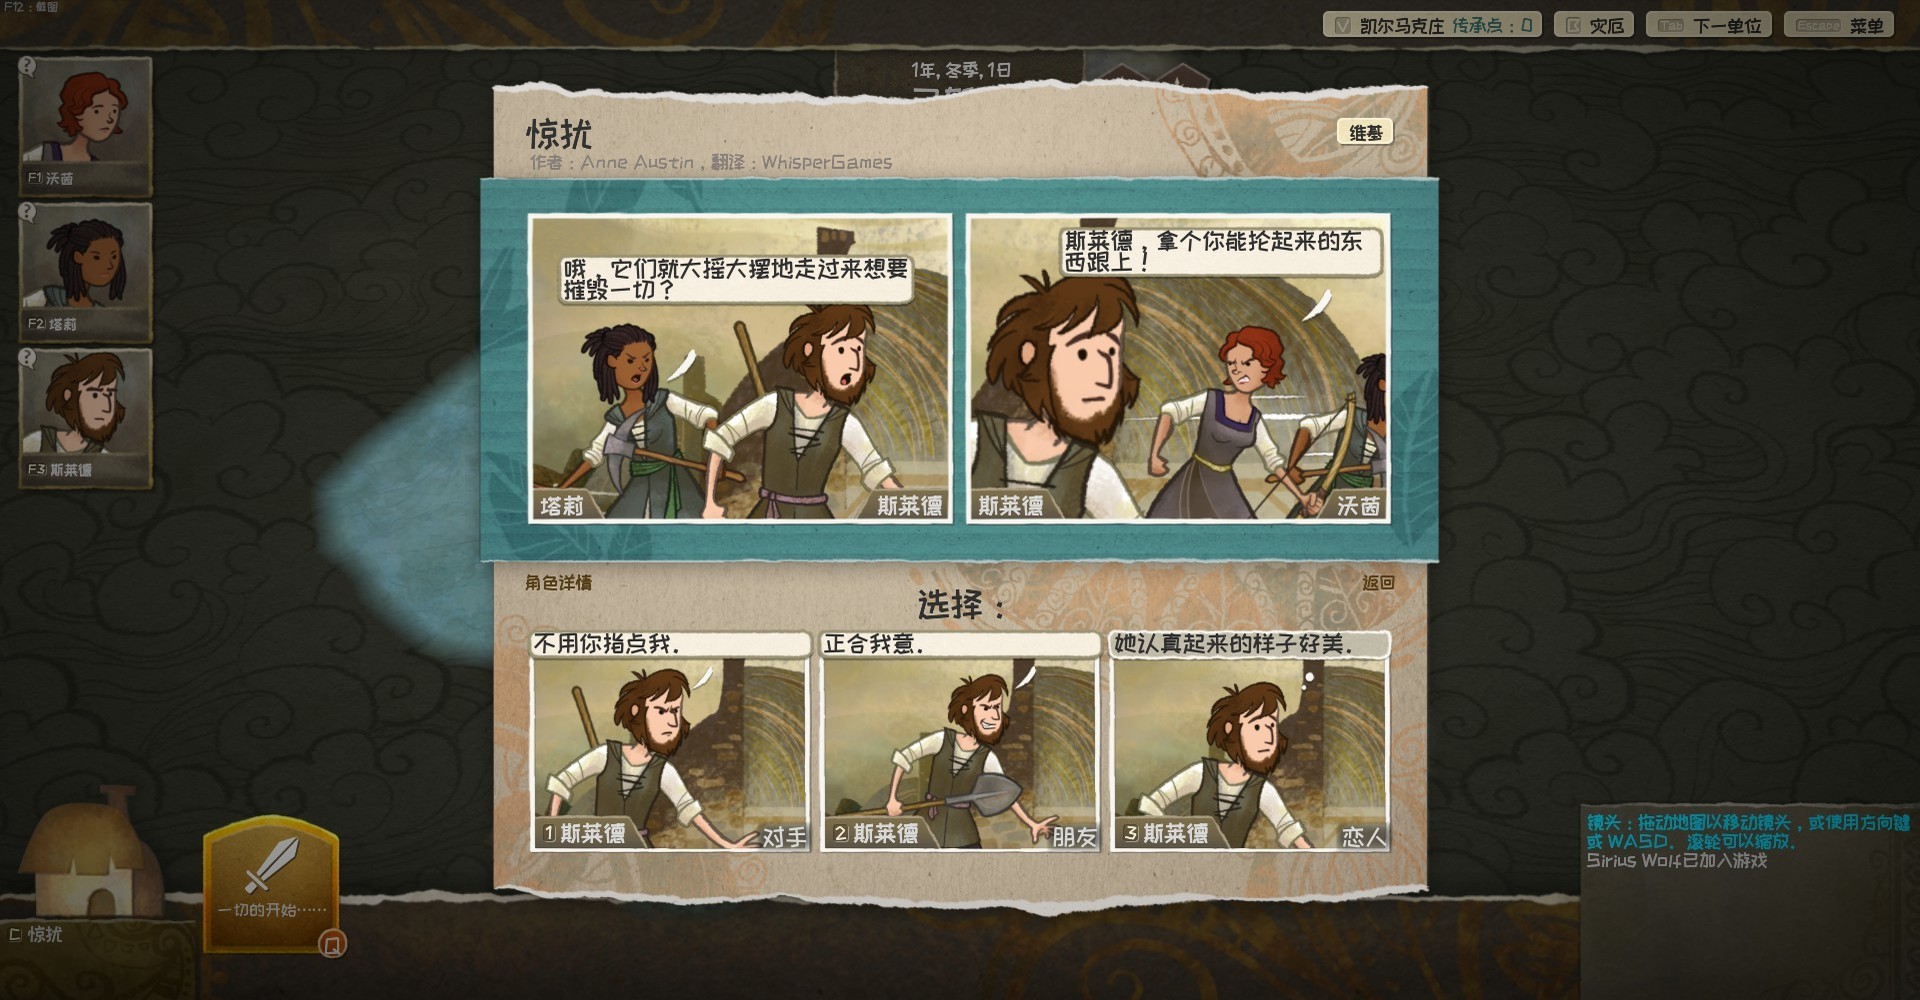 F12：截图
V 凯尔马克庄 传承点：0
灾厄
Tab 下一单位
Escape 菜单
1年, 冬季, 1日
F1 沃茵
F2 塔莉
F3 斯莱德
惊扰
作者：Anne Austin，翻译：WhisperGames
维基
哦，它们就大摇大摆地走过来想要
摧毁一切？
塔莉
斯莱德
斯莱德，拿个你能抡起来的东
西跟上！
斯莱德
沃茵
角色详情
返回
选择：
不用你指点我.
1 斯莱德
对手
正合我意.
2 斯莱德
朋友
她认真起来的样子好美.
3 斯莱德
恋人
一切的开始……
Q
惊扰
镜头：拖动地图以移动镜头，或使用方向键
或 WASD. 滚轮可以缩放.
Sirius Wolf已加入游戏